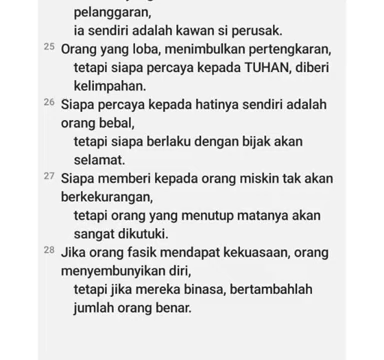 pelanggaran,
ia sendiri adalah kawan si perusak.
25 Orang yang loba, menimbulkan pertengkaran,
tetapi siapa percaya kepada TUHAN, diberi
kelimpahan.
26 Siapa percaya kepada hatinya sendiri adalah
orang bebal,
tetapi siapa berlaku dengan bijak akan
selamat.
27 Siapa memberi kepada orang miskin tak akan
berkekurangan,
tetapi orang yang menutup matanya akan
sangat dikutuki.
28 Jika orang fasik mendapat kekuasaan, orang
menyembunyikan diri,
tetapi jika mereka binasa, bertambahlah
jumlah orang benar.